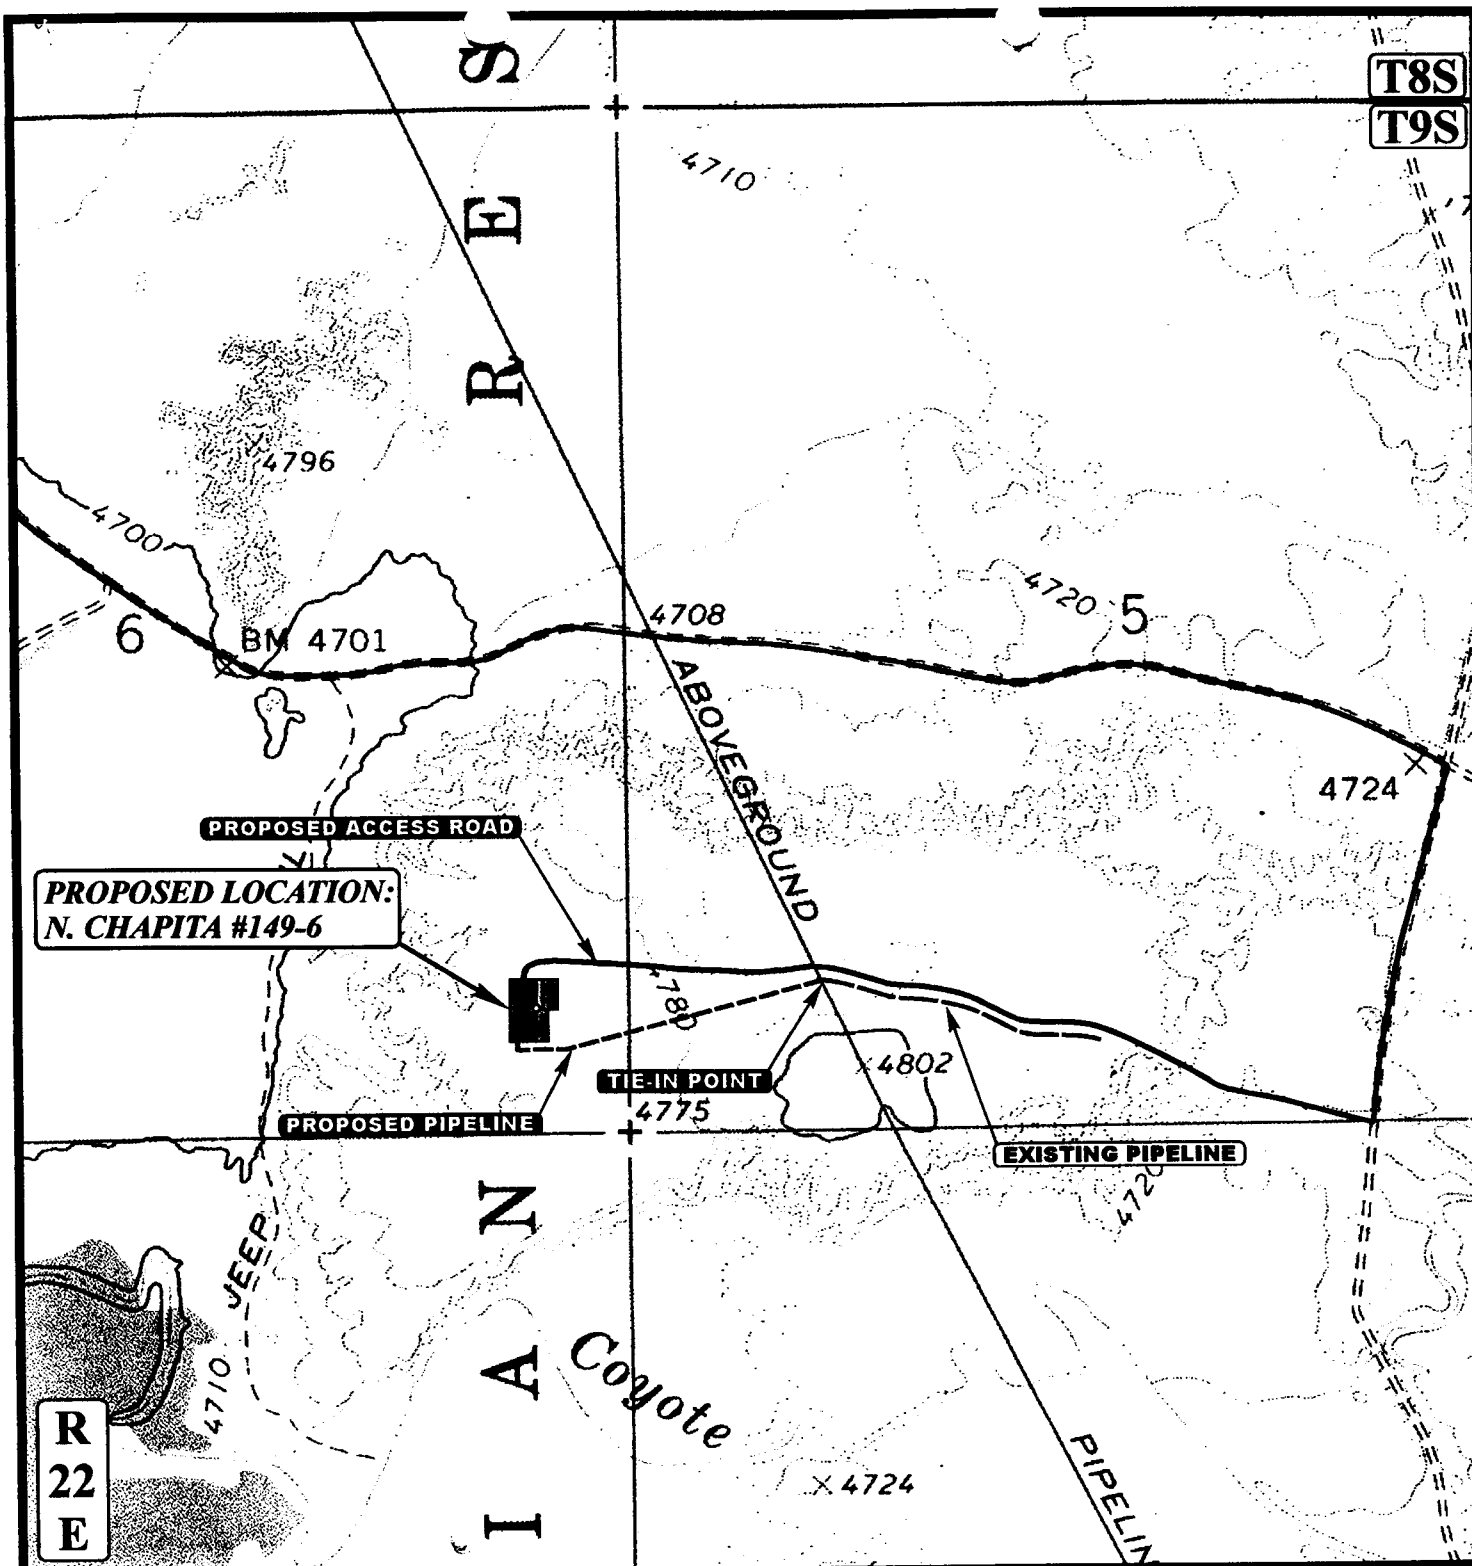 S
T8S
T9S
4710
E
R
4796
4700
4720
5
4708
6
BM 4701
ABOVEGROUND
4724
PROPOSED ACCESS ROAD
PROPOSED LOCATION:
N. CHAPITA #149-6
4780
4802
TIE-IN POINT
4775
PROPOSED PIPELINE
EXISTING PIPELINE
4720
N
JEEP
A
Coyote
4710
R
22
E
PIPELIN
4724
I